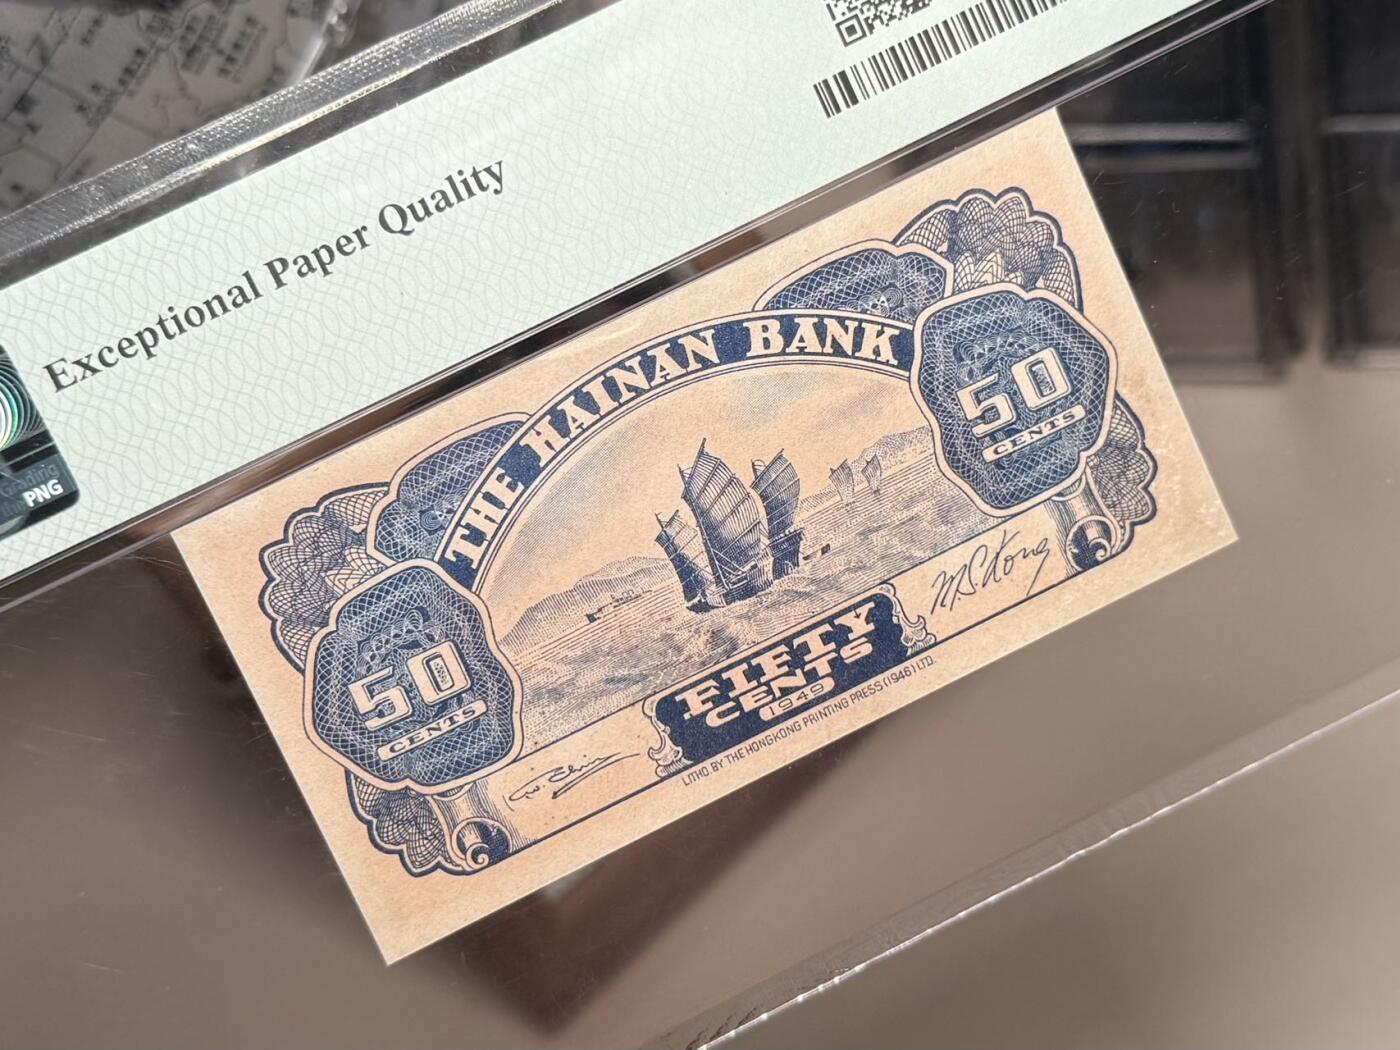 Exceptional Paper Quality
PNG
THE HAINAN BANK
50
CENTS
50
CENTS
FIFTY
CENTS
1949
LITHO. BY THE HONGKONG PRINTING PRESS (1946) LTD.